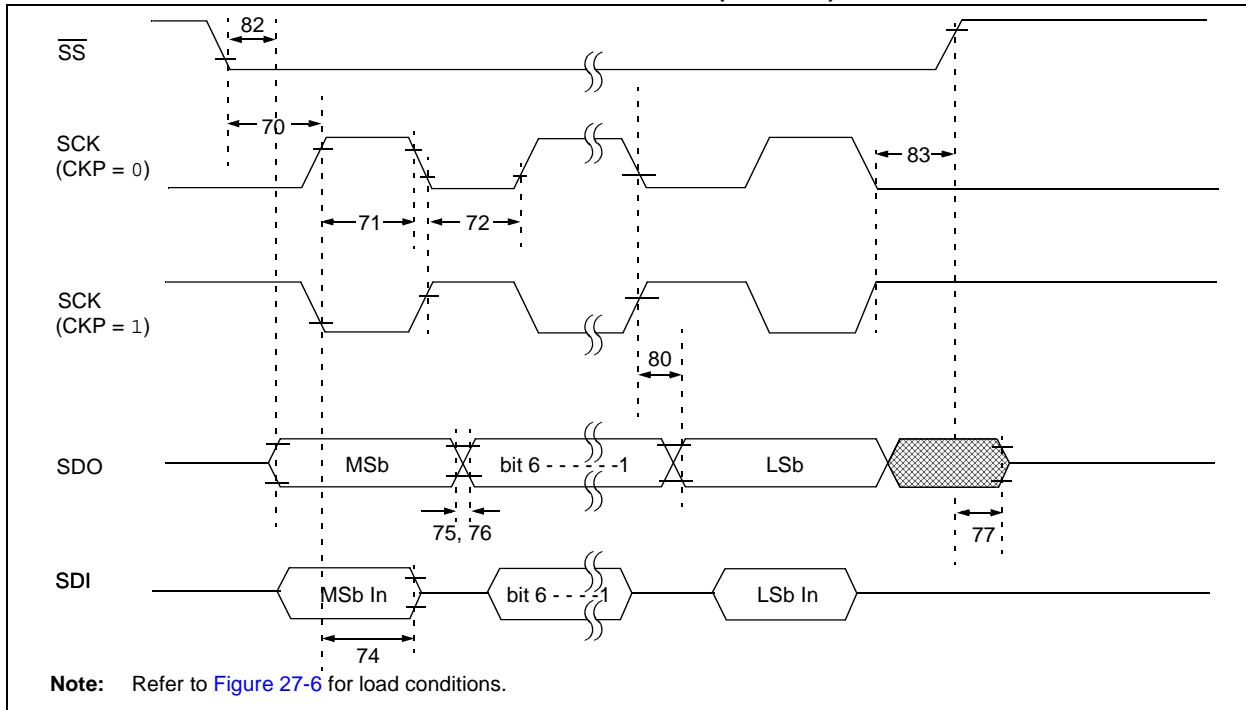 82
SS
70
SCK
(CKP = 0)
83
71
72
SCK
(CKP = 1)
80
SDO
MSb
bit 6 - - - - - -1
LSb
75, 76
77
SDI
MSb In
bit 6 - - - -1
LSb In
74
Note: Refer to Figure 27-6 for load conditions.